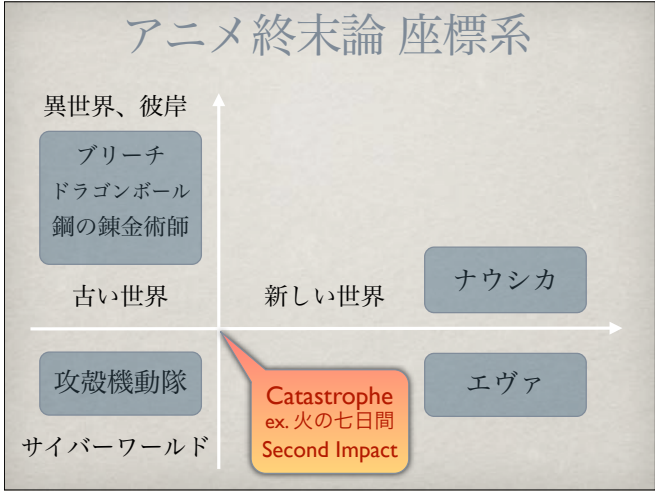 アニメ終末論 座標系
異世界、彼岸
ブリーチ
ドラゴンボール
鋼の錬金術師
古い世界
新しい世界
ナウシカ
攻殻機動隊
Catastrophe
ex. 火の七日間
Second Impact
エヴァ
サイバーワールド